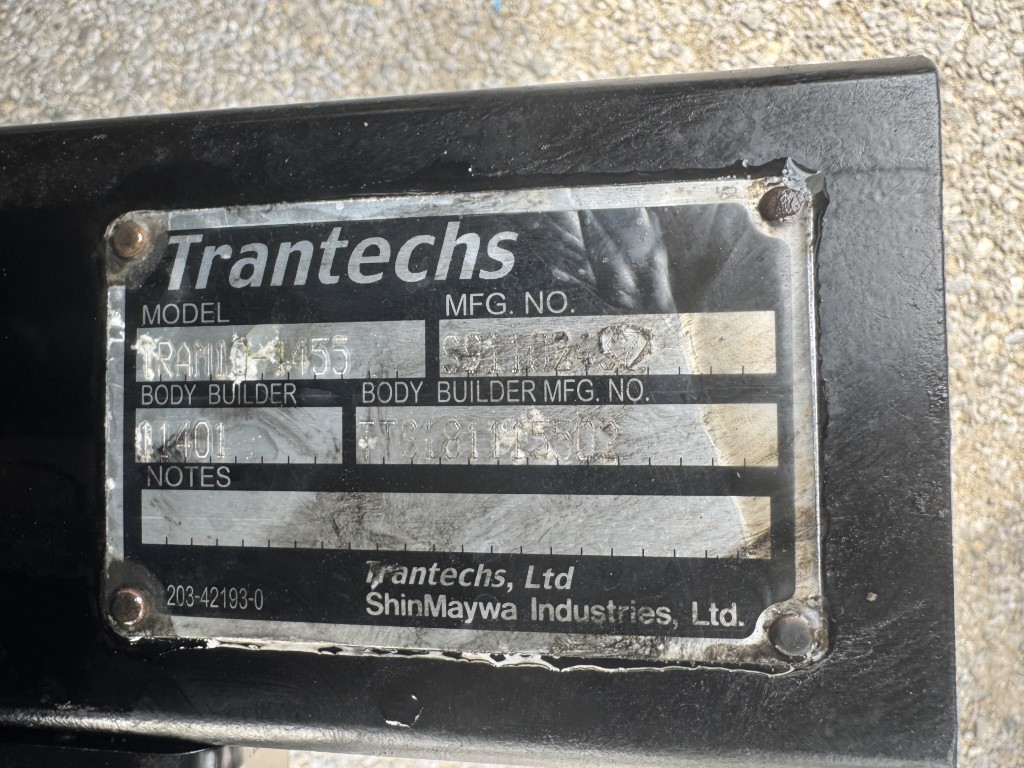 Trantechs
MODEL MFG. NO.
BODY BUILDER BODY BUILDER MFG. NO.
11401
NOTES
Trantechs, Ltd
203-42193-0
ShinMaywa Industries, Ltd.